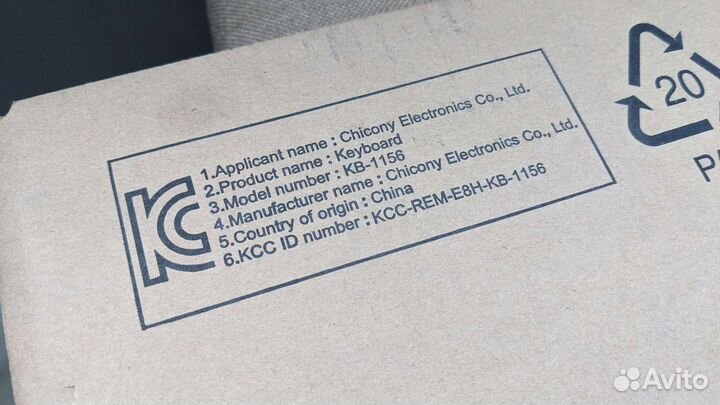 KC
1.Applicant name : Chicony Electronics Co., Ltd.
2.Product name : Keyboard
3.Model number : KB-1156
4.Manufacturer name : Chicony Electronics Co., Ltd.
5.Country of origin : China
6.KCC ID number : KCC-REM-E8H-KB-1156
20
Avito